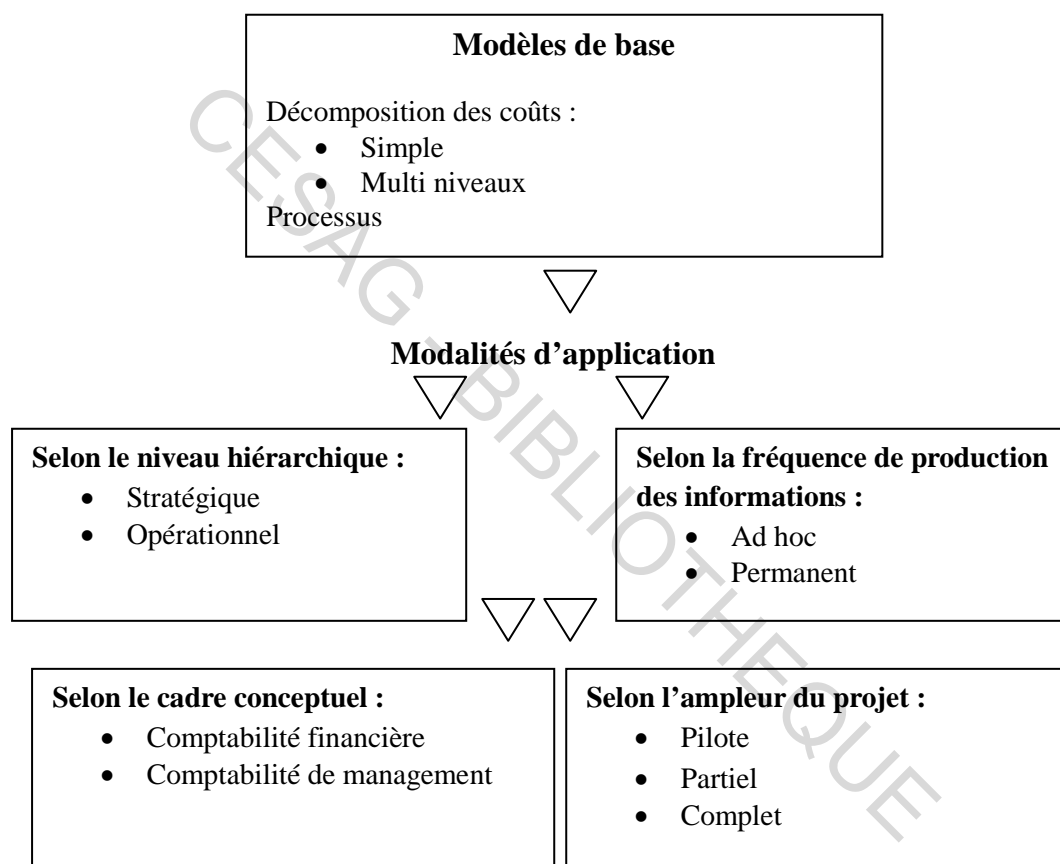 Modèles de base
Décomposition des coûts :
• Simple
• Multi niveaux
Processus
Modalités d’application
Selon le niveau hiérarchique :
• Stratégique
• Opérationnel
Selon la fréquence de production
des informations :
• Ad hoc
• Permanent
Selon le cadre conceptuel :
• Comptabilité financière
• Comptabilité de management
Selon l’ampleur du projet :
• Pilote
• Partiel
• Complet
CESAG - BIBLIOTHEQUE